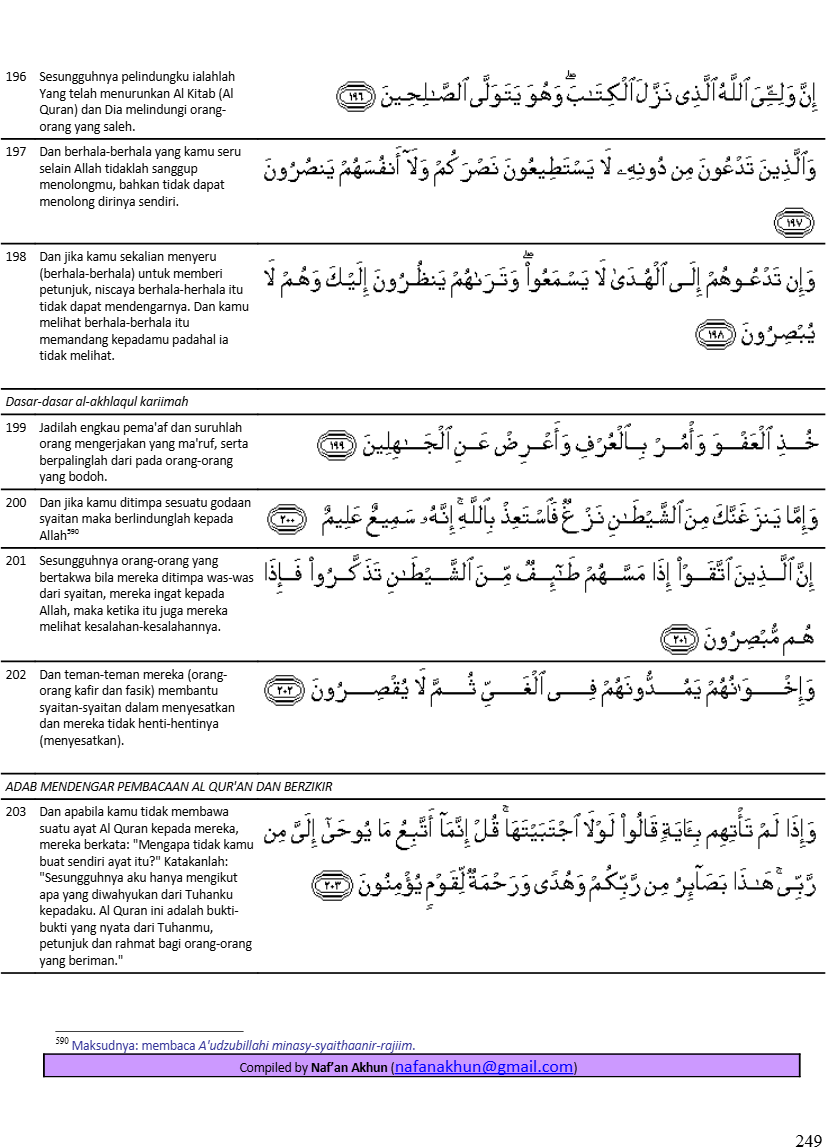 196 Sesungguhnya pelindungku ialahlah
Yang telah menurunkan Al Kitab (Al
Quran) dan Dia melindungi orang-
orang yang saleh.
إِنَّ وَلِـِّۧىَ ٱللَّهُ ٱلَّذِى نَزَّلَ ٱلْكِتَـٰبَ ۖ وَهُوَ يَتَوَلَّى ٱلصَّـٰلِحِينَ ﴿١٩٦﴾
197 Dan berhala-berhala yang kamu seru
selain Allah tidaklah sanggup
menolongmu, bahkan tidak dapat
menolong dirinya sendiri.
وَٱلَّذِينَ تَدْعُونَ مِن دُونِهِۦ لَا يَسْتَطِيعُونَ نَصْرَكُمْ وَلَآ أَنفُسَهُمْ يَنصُرُونَ
﴿١٩٧﴾
198 Dan jika kamu sekalian menyeru
(berhala-berhala) untuk memberi
petunjuk, niscaya berhala-herhala itu
tidak dapat mendengarnya. Dan kamu
melihat berhala-berhala itu
memandang kepadamu padahal ia
tidak melihat.
وَإِن تَدْعُوهُمْ إِلَى ٱلْهُدَىٰ لَا يَسْمَعُوا۟ ۖ وَتَرَىٰهُمْ يَنظُرُونَ إِلَيْكَ وَهُمْ لَا
يُبْصِرُونَ ﴿١٩٨﴾
Dasar-dasar al-akhlaqul kariimah
199 Jadilah engkau pema'af dan suruhlah
orang mengerjakan yang ma'ruf, serta
berpalinglah dari pada orang-orang
yang bodoh.
خُذِ ٱلْعَفْوَ وَأْمُرْ بِٱلْعُرْفِ وَأَعْرِضْ عَنِ ٱلْجَـٰهِلِينَ ﴿١٩٩﴾
200 Dan jika kamu ditimpa sesuatu godaan
syaitan maka berlindunglah kepada
Allah590
وَإِمَّا يَنزَغَنَّكَ مِنَ ٱلشَّيْطَـٰنِ نَزْغٌ فَٱسْتَعِذْ بِٱللَّهِ ۚ إِنَّهُۥ سَمِيعٌ عَلِيمٌ ﴿٢٠٠﴾
201 Sesungguhnya orang-orang yang
bertakwa bila mereka ditimpa was-was
dari syaitan, mereka ingat kepada
Allah, maka ketika itu juga mereka
melihat kesalahan-kesalahannya.
إِنَّ ٱلَّذِينَ ٱتَّقَوْا۟ إِذَا مَسَّهُمْ طَـٰٓئِفٌ مِّنَ ٱلشَّيْطَـٰنِ تَذَكَّرُوا۟ فَإِذَا
هُم مُّبْصِرُونَ ﴿٢٠١﴾
202 Dan teman-teman mereka (orang-
orang kafir dan fasik) membantu
syaitan-syaitan dalam menyesatkan
dan mereka tidak henti-hentinya
(menyesatkan).
وَإِخْوَٰنُهُمْ يَمُدُّونَهُمْ فِى ٱلْغَىِّ ثُمَّ لَا يُقْصِرُونَ ﴿٢٠٢﴾
ADAB MENDENGAR PEMBACAAN AL QUR'AN DAN BERZIKIR
203 Dan apabila kamu tidak membawa
suatu ayat Al Quran kepada mereka,
mereka berkata: "Mengapa tidak kamu
buat sendiri ayat itu?" Katakanlah:
"Sesungguhnya aku hanya mengikut
apa yang diwahyukan dari Tuhanku
kepadaku. Al Quran ini adalah bukti-
bukti yang nyata dari Tuhanmu,
petunjuk dan rahmat bagi orang-orang
yang beriman."
وَإِذَا لَمْ تَأْتِهِم بِـَٔايَةٍ قَالُوا۟ لَوْلَا ٱجْتَبَيْتَهَا ۚ قُلْ إِنَّمَآ أَتَّبِعُ مَا يُوحَىٰٓ إِلَىَّ مِن
رَّبِّى ۚ هَـٰذَا بَصَآئِرُ مِن رَّبِّكُمْ وَهُدًى وَرَحْمَةٌ لِّقَوْمٍ يُؤْمِنُونَ ﴿٢٠٣﴾
590 Maksudnya: membaca A'udzubillahi minasy-syaithaanir-rajiim.
Compiled by Naf’an Akhun (nafanakhun@gmail.com)
249